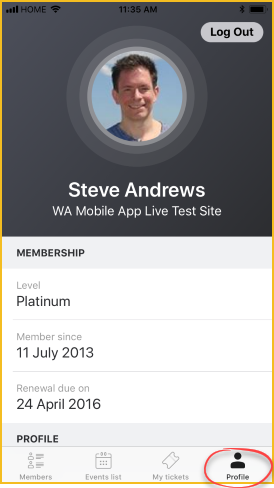 HOME 11:35 AM
Log Out
Steve Andrews
WA Mobile App Live Test Site
MEMBERSHIP
Level
Platinum
Member since
11 July 2013
Renewal due on
24 April 2016
PROFILE
Members Events list My tickets Profile